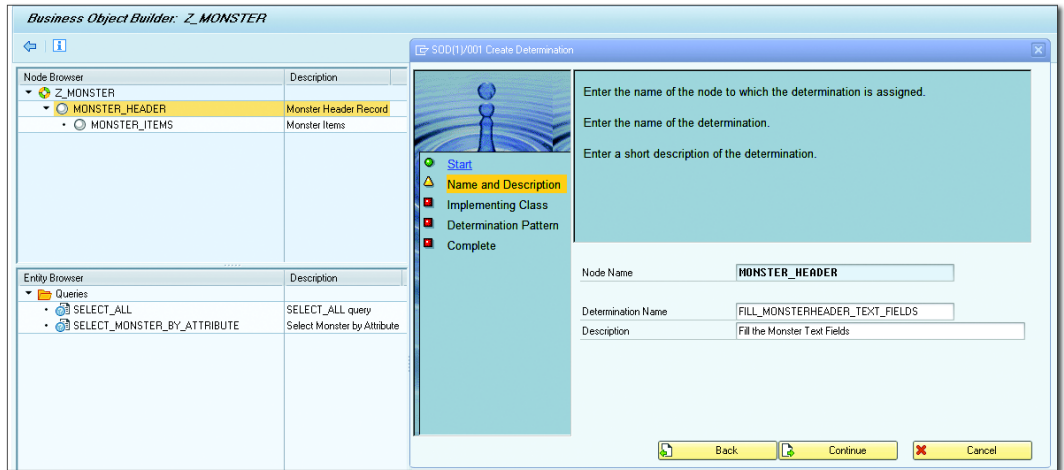 Business Object Builder: Z_MONSTER
SOD(1)/001 Create Determination
Node Browser Description
Z_MONSTER
MONSTER_HEADER Monster Header Record
MONSTER_ITEMS Monster Items
Entity Browser Description
Queries
SELECT_ALL SELECT_ALL query
SELECT_MONSTER_BY_ATTRIBUTE Select Monster by Attribute
Start
Name and Description
Implementing Class
Determination Pattern
Complete
Enter the name of the node to which the determination is assigned.
Enter the name of the determination.
Enter a short description of the determination.
Node Name MONSTER_HEADER
Determination Name FILL_MONSTERHEADER_TEXT_FIELDS
Description Fill the Monster Text Fields
Back Continue Cancel